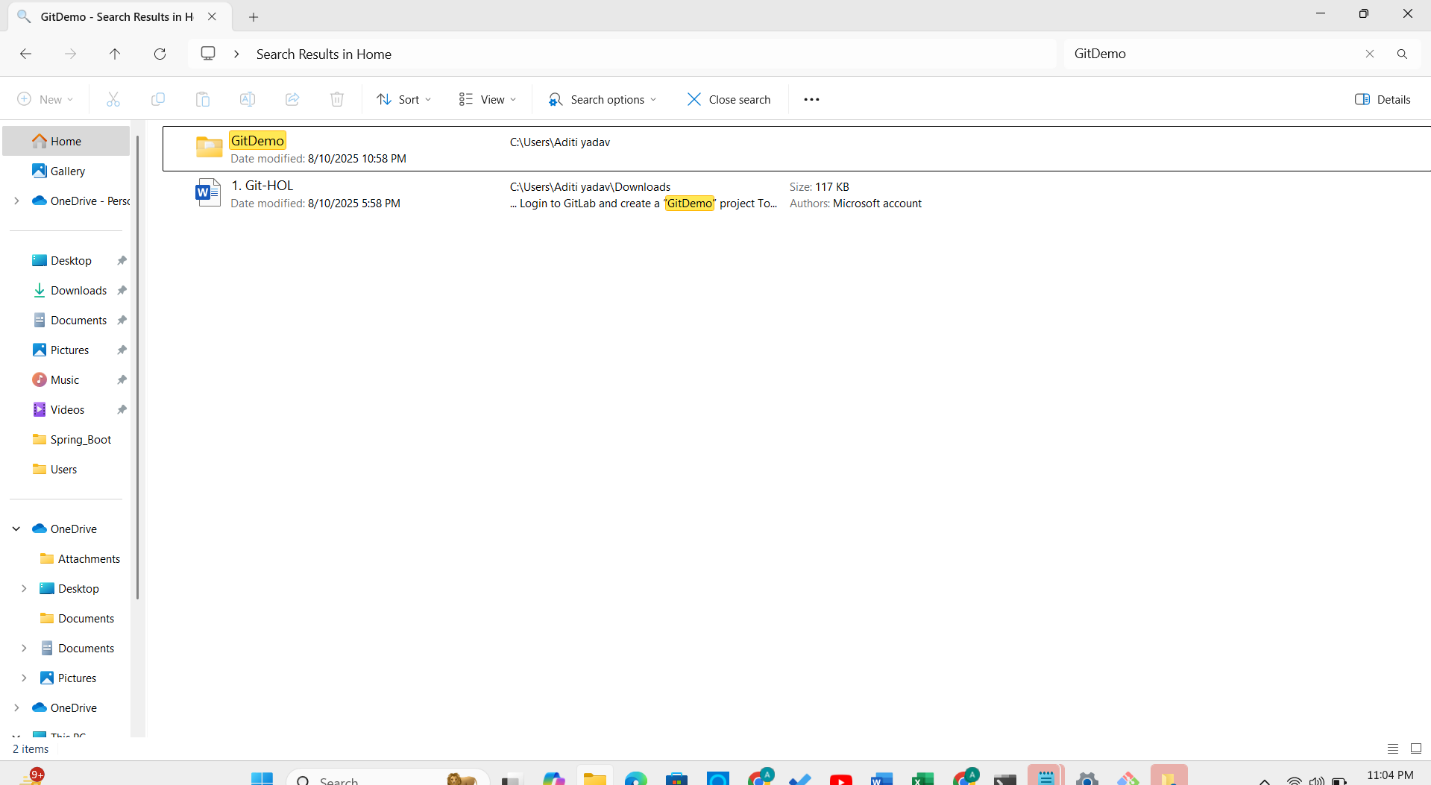 GitDemo - Search Results in H
Search Results in Home
GitDemo
New
Sort
View
Search options
Close search
Details
Home
Gallery
OneDrive - Perso
Desktop
Downloads
Documents
Pictures
Music
Videos
Spring_Boot
Users
OneDrive
Attachments
Desktop
Documents
Documents
Pictures
OneDrive
This PC
GitDemo
Date modified: 8/10/2025 10:58 PM
C:\Users\Aditi yadav
1. Git-HOL
Date modified: 8/10/2025 5:58 PM
C:\Users\Aditi yadav\Downloads
... Login to GitLab and create a "GitDemo" project To...
Size: 117 KB
Authors: Microsoft account
2 items
9+
Search
A
W
X
A
11:04 PM